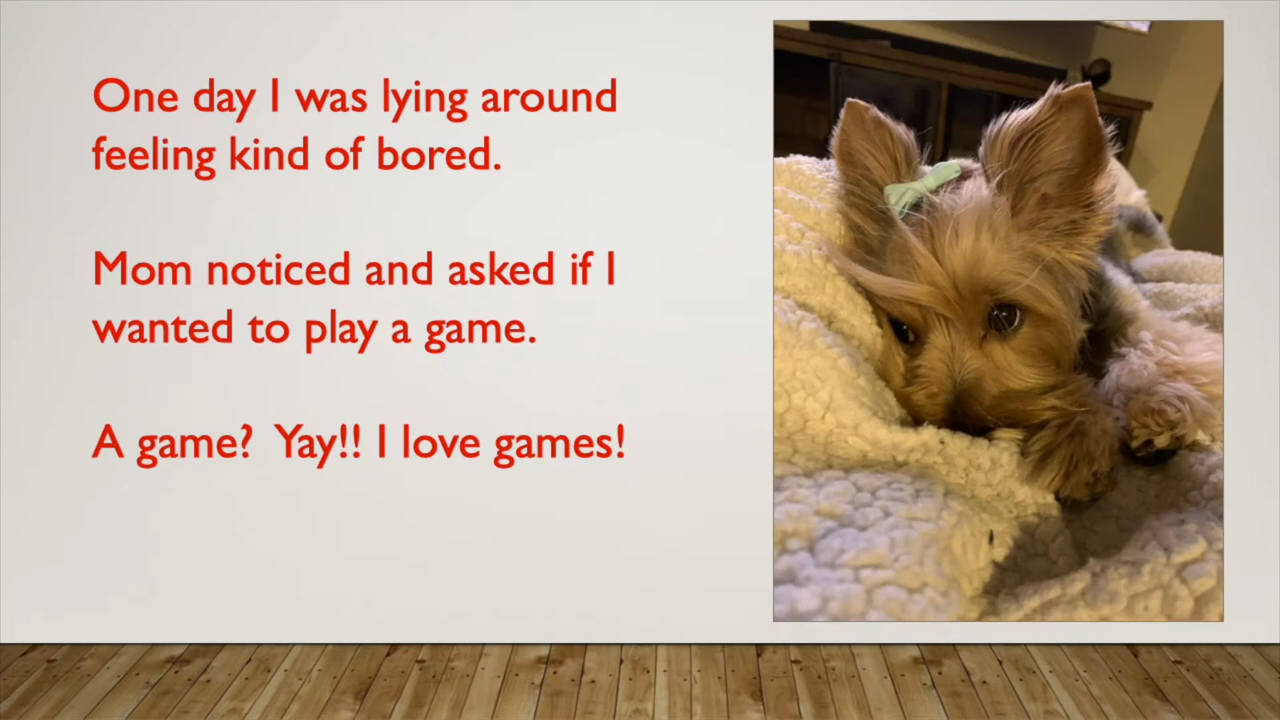 One day I was lying around
feeling kind of bored.
Mom noticed and asked if I
wanted to play a game.
A game?  Yay!! I love games!